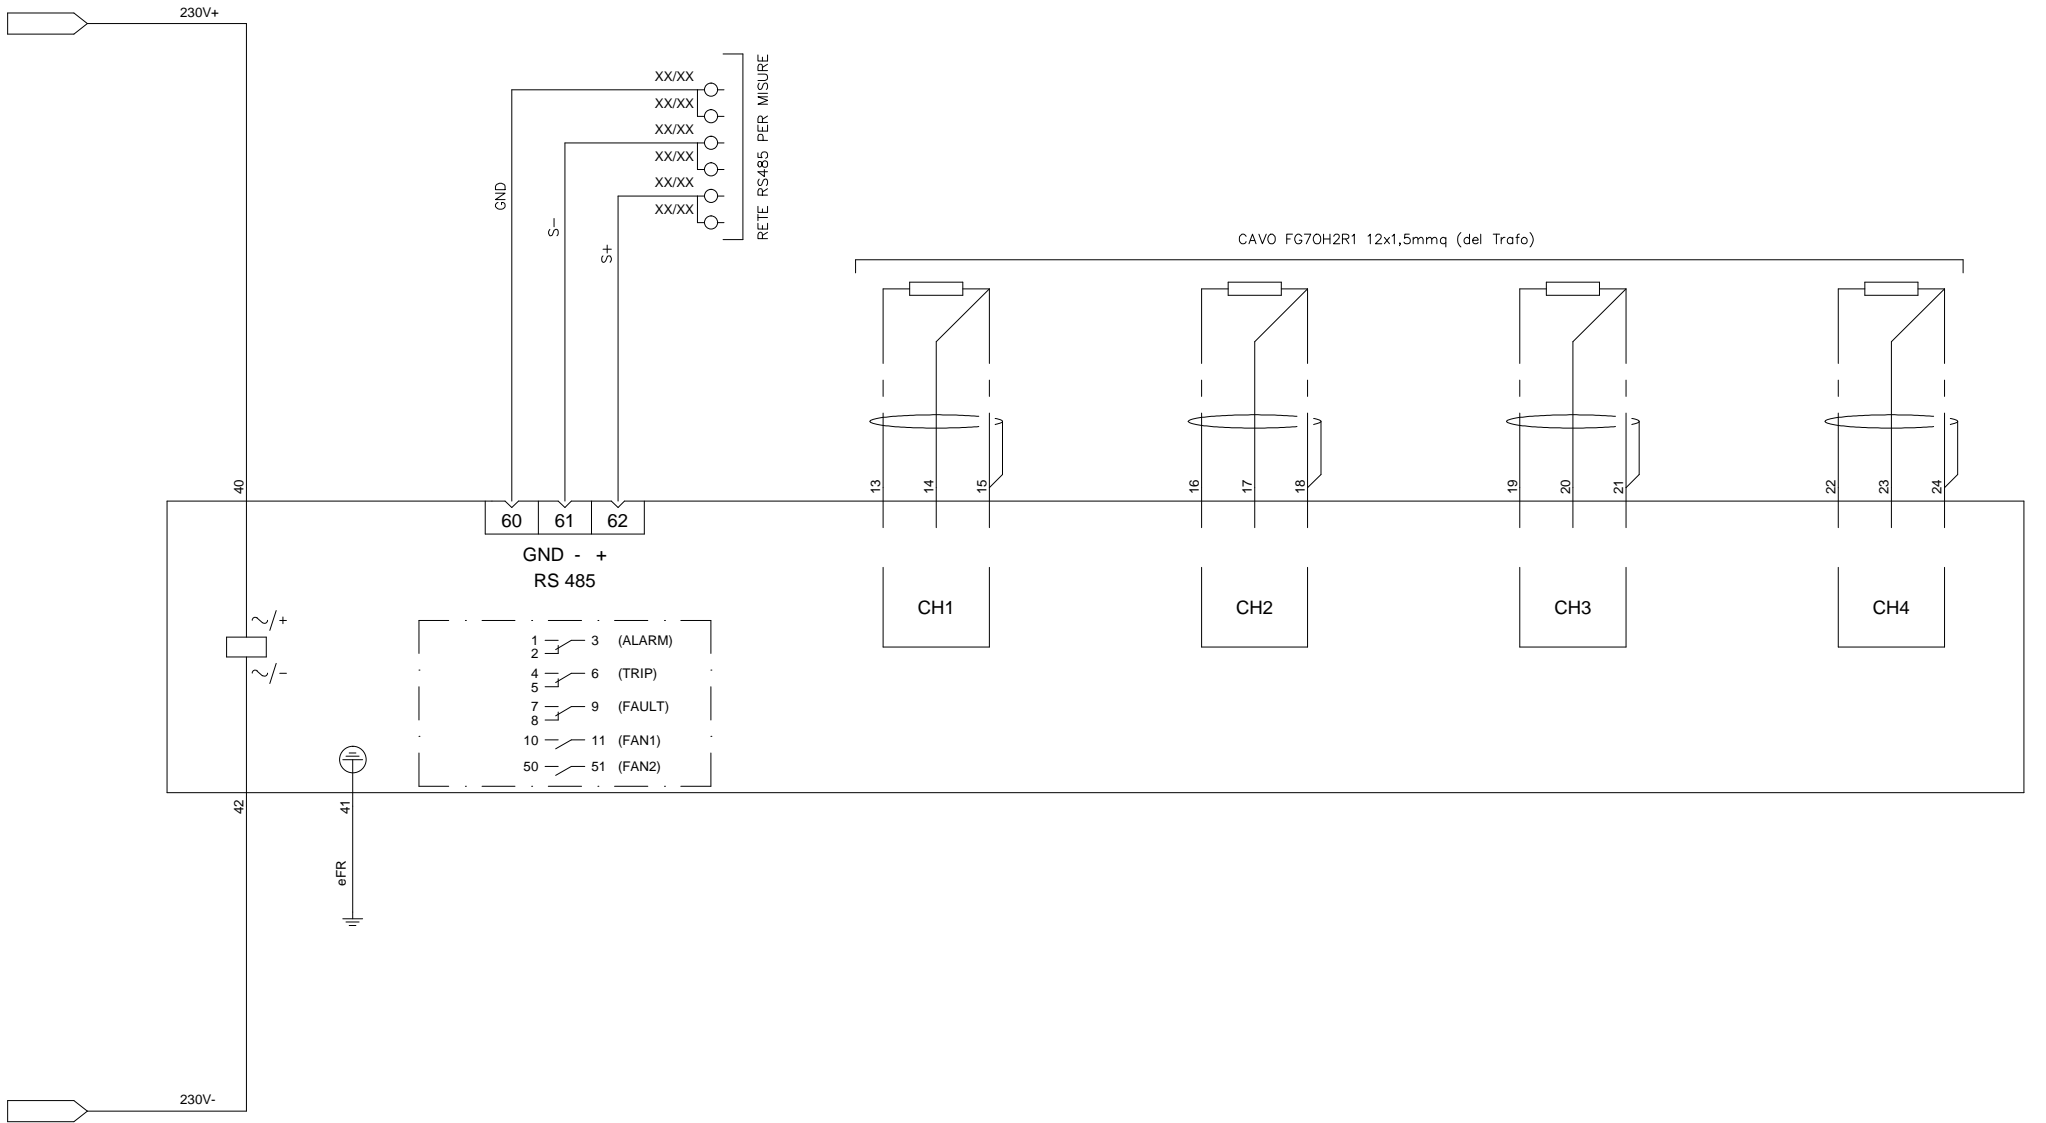 230V+
XX/XX
XX/XX
XX/XX
XX/XX
XX/XX
XX/XX
RETE RS485 PER MISURE
GND
S-
S+
CAVO FG7OH2R1 12x1,5mmq (del Trafo)
40
13
14
15
16
17
18
19
20
21
22
23
24
60 61 62
GND - +
RS 485
CH1
CH2
CH3
CH4
~/+
~/-
1
2
3 (ALARM)
4
5
6 (TRIP)
7
8
9 (FAULT)
10 11 (FAN1)
50 51 (FAN2)
42
41
eFR
230V-